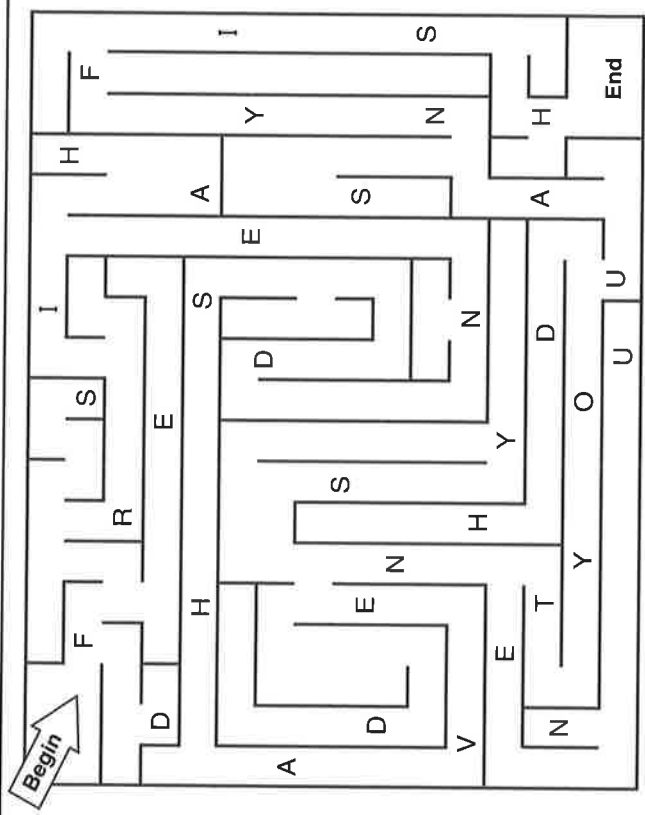 Begin I
H
F S F
R
D E
H S A
I
E Y
D
A
S
D E S
N
S N
V N
H
E Y
T D A H
N
Y O
U U End